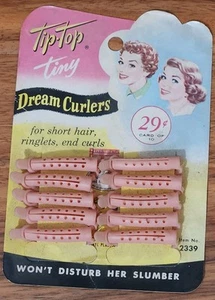 Tip-Top
tiny
Dream Curlers
for short hair,
ringlets, end curls
29¢
CARD OF
10
Item No
2339
WON'T DISTURB HER SLUMBER